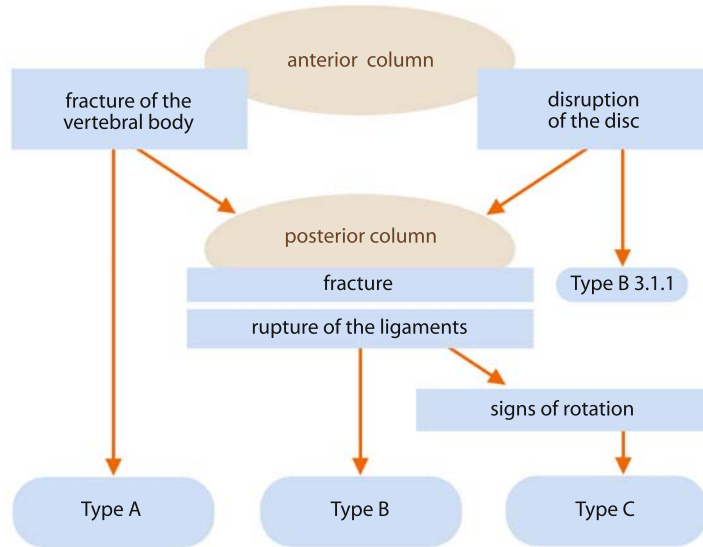 anterior column
fracture of the
vertebral body
disruption
of the disc
posterior column
fracture
Type B 3.1.1
rupture of the ligaments
signs of rotation
Type A
Type B
Type C